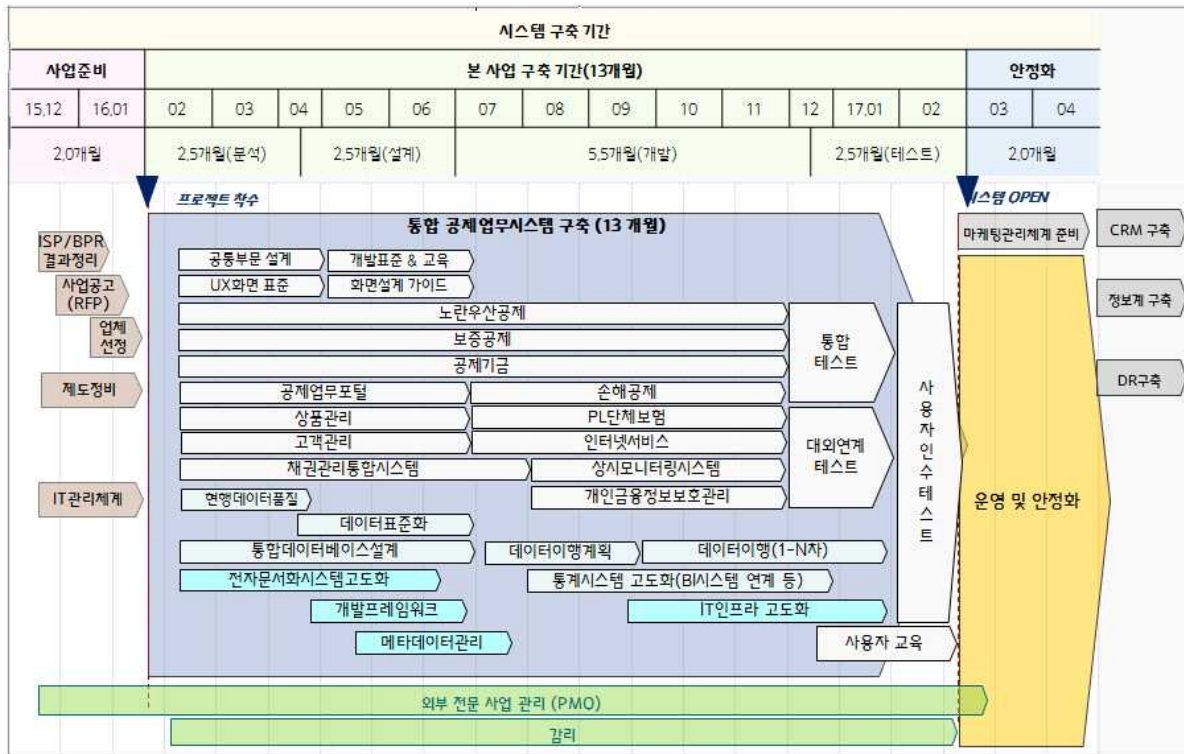 시스템 구축 기간
사업준비
본 사업 구축 기간(13개월)
안정화
15.12 16.01 02 03 04 05 06 07 08 09 10 11 12 17.01 02 03 04
2.0개월 2.5개월(분석) 2.5개월(설계) 5.5개월(개발) 2.5개월(테스트) 2.0개월
프로젝트 착수
시스템 OPEN
통합 공제업무시스템 구축 (13 개월)
마케팅관리체계 준비
CRM 구축
ISP/BPR
결과정리
공통부문 설계
개발표준 & 교육
사업공고
(RFP)
UX화면 표준
화면설계 가이드
정보계 구축
노란우산공제
업체
선정
보증공제
통합
테스트
공제기금
제도정비
공제업무포털
손해공제
DR구축
상품관리
PL단체보험
고객관리
인터넷서비스
대외연계
테스트
사용자인수테스트
채권관리통합시스템
상시모니터링시스템
IT관리체계
현행데이터품질
개인금융정보보호관리
운영 및 안정화
데이터표준화
통합데이터베이스설계
데이터이행계획
데이터이행(1-N차)
전자문서화시스템고도화
통계시스템 고도화(BI시스템 연계 등)
개발프레임워크
IT인프라 고도화
메타데이터관리
사용자 교육
외부 전문 사업 관리 (PMO)
감리